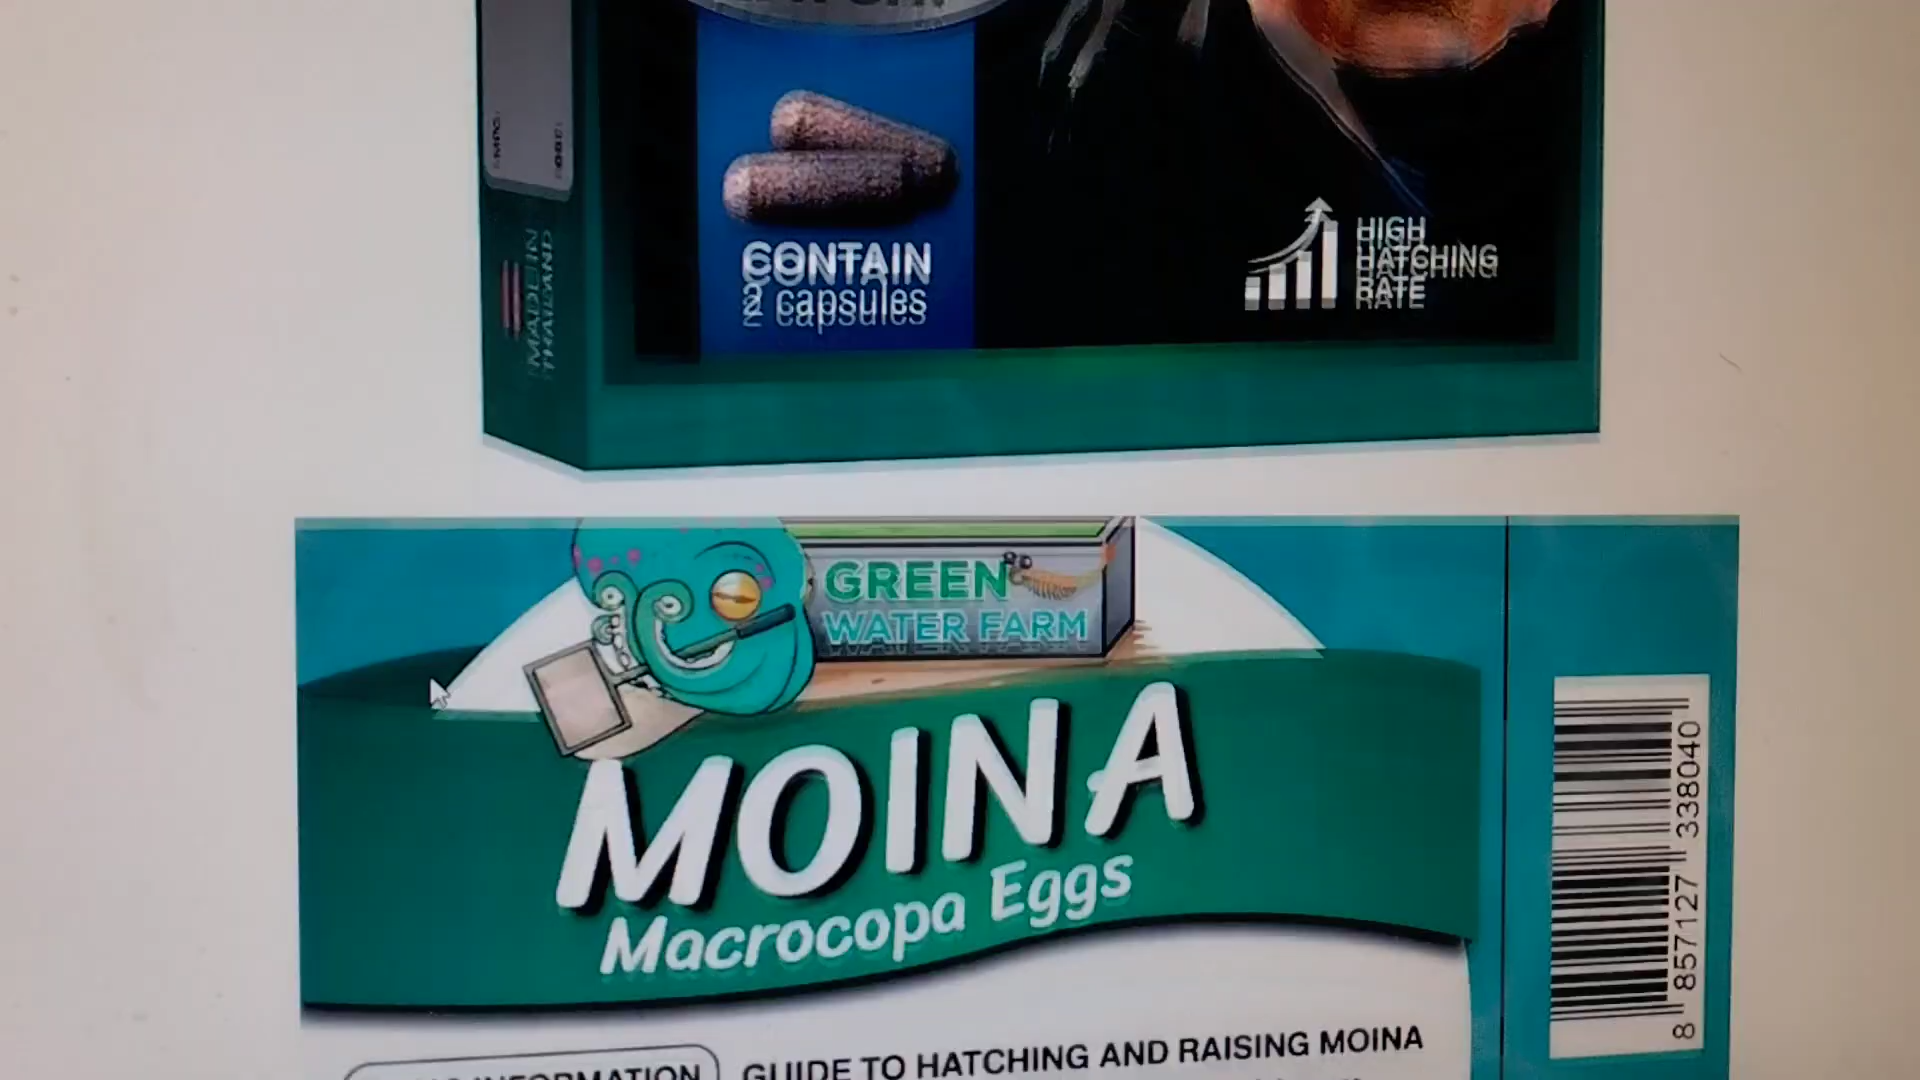 MADE IN
THAILAND
CONTAIN
2 capsules
HIGH
HATCHING
RATE
GREEN
WATER FARM
MOINA
Macrocopa Eggs
8 857127 338040
INFORMATION
GUIDE TO HATCHING AND RAISING MOINA